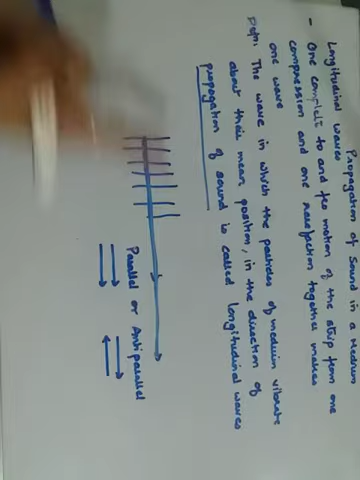 Propagation of Sound in a Medium
Longitudinal waves
- One complete to and fro motion of the strip from one
compression and one rarefaction together makes
one wave
Defn: The wave in which the particles of medium vibrate
about their mean position, in the direction of
propagation of sound is called longitudinal waves
Parallel or Antiparallel